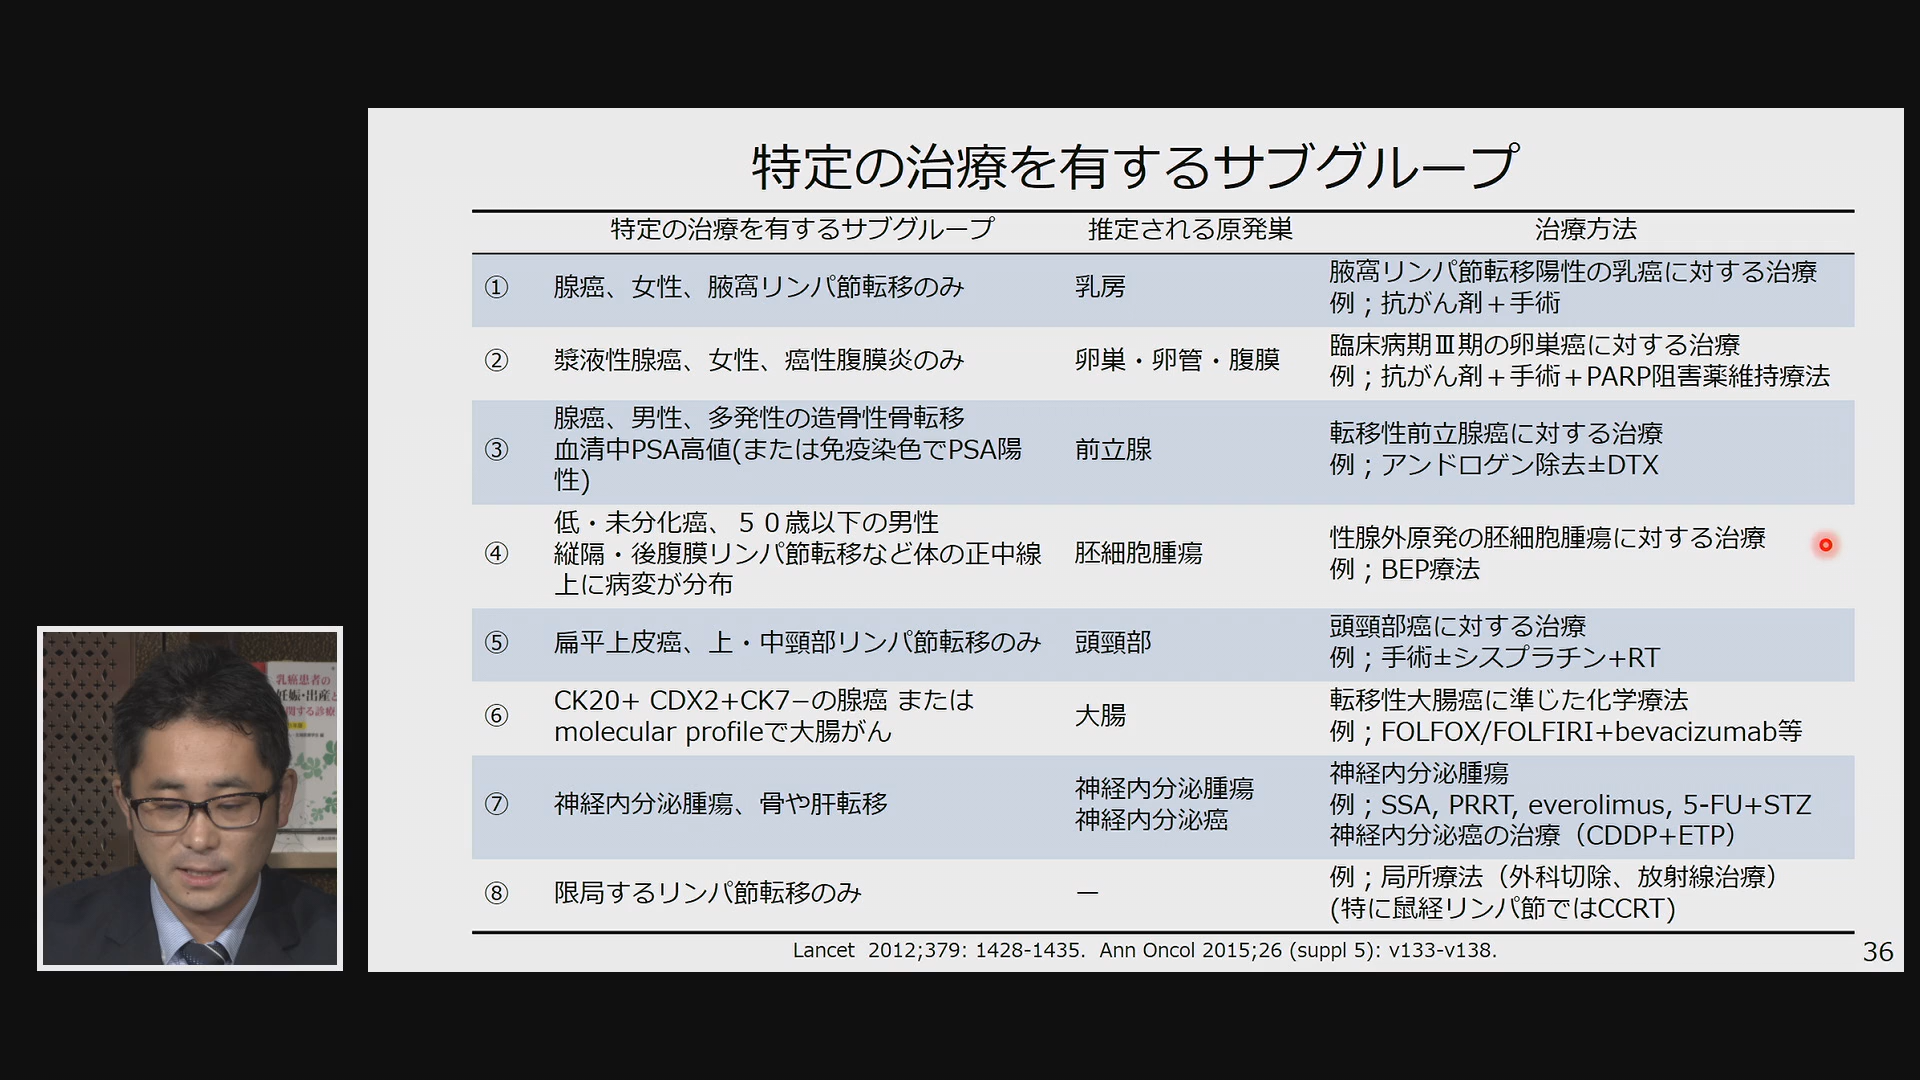 特定の治療を有するサブグループ
特定の治療を有するサブグループ 推定される原発巣 治療方法
① 腺癌、女性、腋窩リンパ節転移のみ 乳房 腋窩リンパ節転移陽性の乳癌に対する治療
例；抗がん剤＋手術
② 漿液性腺癌、女性、癌性腹膜炎のみ 卵巣・卵管・腹膜 臨床病期Ⅲ期の卵巣癌に対する治療
例；抗がん剤＋手術＋PARP阻害薬維持療法
③ 腺癌、男性、多発性の造骨性骨転移
血清中PSA高値(または免疫染色でPSA陽
性)
前立腺
転移性前立腺癌に対する治療
例；アンドロゲン除去±DTX
④ 低・未分化癌、５０歳以下の男性
縦隔・後腹膜リンパ節転移など体の正中線
上に病変が分布
胚細胞腫瘍
性腺外原発の胚細胞腫瘍に対する治療
例；BEP療法
⑤ 扁平上皮癌、上・中頸部リンパ節転移のみ 頭頸部 頭頸部癌に対する治療
例；手術±シスプラチン+RT
⑥ CK20+ CDX2+CK7−の腺癌 または
molecular profileで大腸がん
大腸
転移性大腸癌に準じた化学療法
例；FOLFOX/FOLFIRI+bevacizumab等
⑦ 神経内分泌腫瘍、骨や肝転移
神経内分泌腫瘍
神経内分泌癌
神経内分泌腫瘍
例；SSA, PRRT, everolimus, 5-FU+STZ
神経内分泌癌の治療（CDDP+ETP）
⑧ 限局するリンパ節転移のみ ー 例；局所療法（外科切除、放射線治療）
(特に鼠経リンパ節ではCCRT)
Lancet 2012;379: 1428-1435. Ann Oncol 2015;26 (suppl 5): v133-v138.
36
乳癌患者の
妊娠・出産と
関する診療